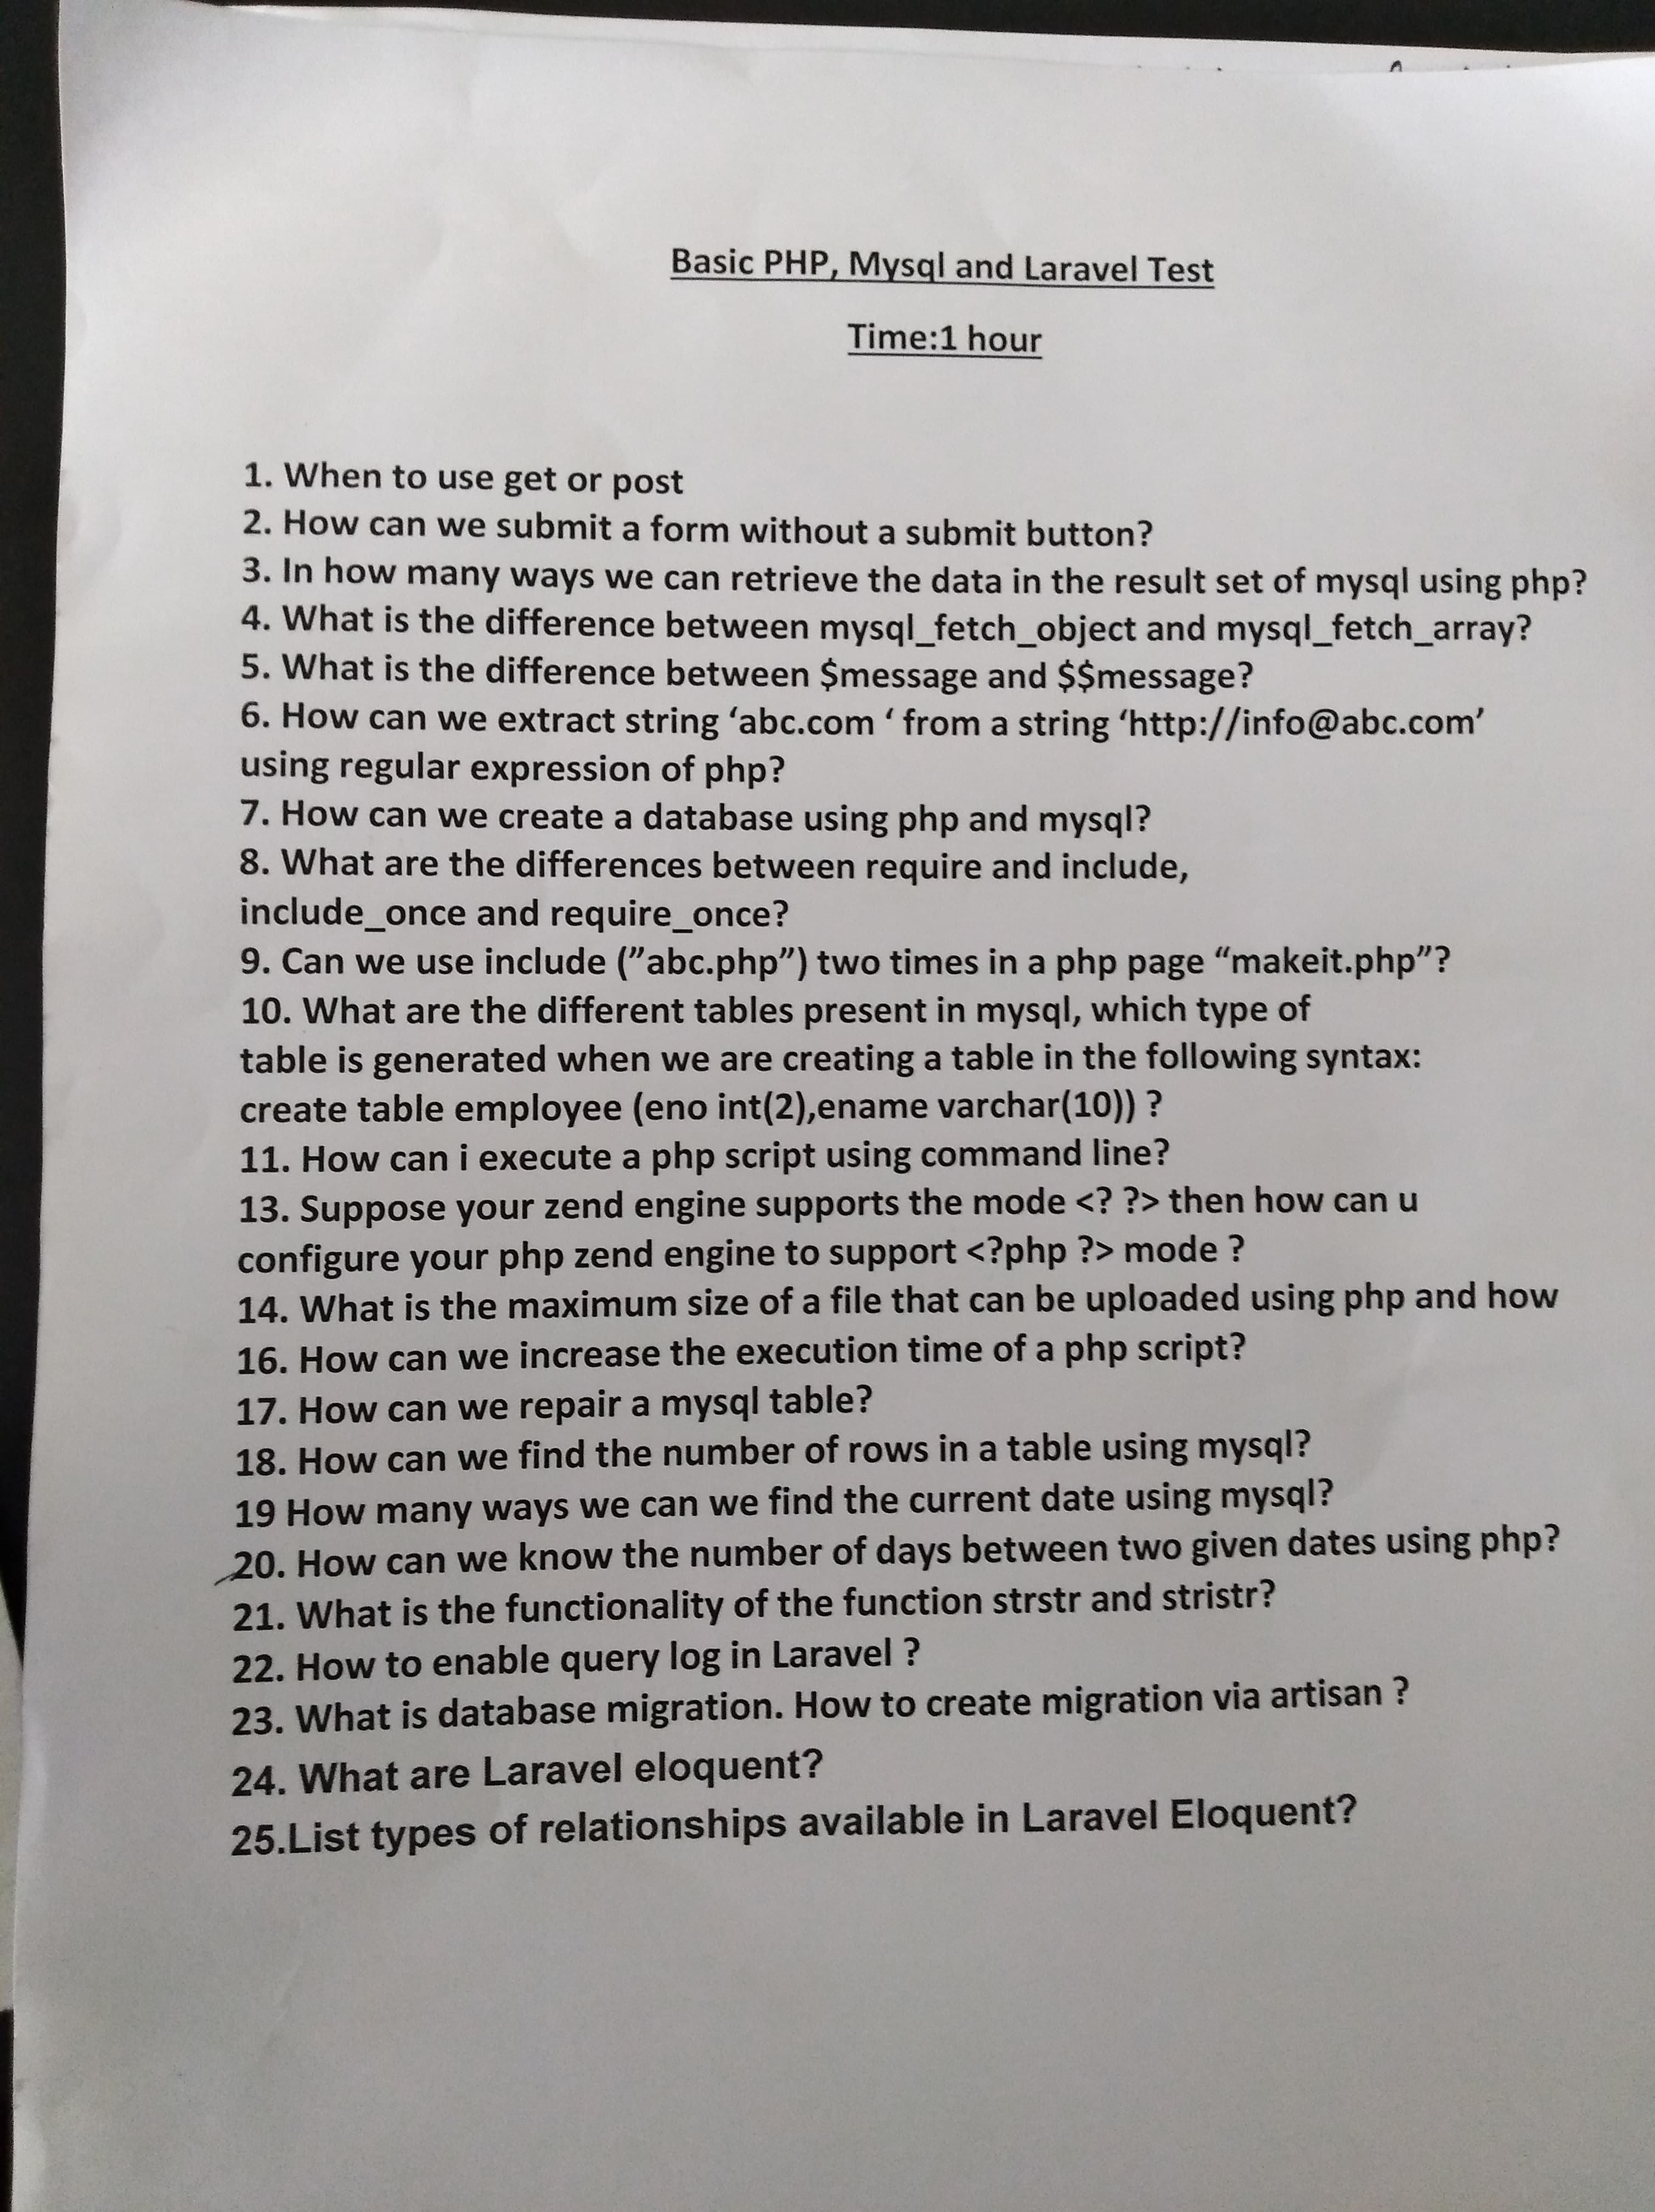 Basic PHP, Mysql and Laravel Test
Time:1 hour
1. When to use get or post
2. How can we submit a form without a submit button?
3. In how many ways we can retrieve the data in the result set of mysql using php?
4. What is the difference between mysql_fetch_object and mysql_fetch_array?
5. What is the difference between $message and $$message?
6. How can we extract string ‘abc.com ‘ from a string ‘http://info@abc.com’
using regular expression of php?
7. How can we create a database using php and mysql?
8. What are the differences between require and include,
include_once and require_once?
9. Can we use include (”abc.php”) two times in a php page “makeit.php”?
10. What are the different tables present in mysql, which type of
table is generated when we are creating a table in the following syntax:
create table employee (eno int(2),ename varchar(10)) ?
11. How can i execute a php script using command line?
13. Suppose your zend engine supports the mode <? ?> then how can u
configure your php zend engine to support <?php ?> mode ?
14. What is the maximum size of a file that can be uploaded using php and how
16. How can we increase the execution time of a php script?
17. How can we repair a mysql table?
18. How can we find the number of rows in a table using mysql?
19 How many ways we can we find the current date using mysql?
20. How can we know the number of days between two given dates using php?
21. What is the functionality of the function strstr and stristr?
22. How to enable query log in Laravel ?
23. What is database migration. How to create migration via artisan ?
24. What are Laravel eloquent?
25.List types of relationships available in Laravel Eloquent?